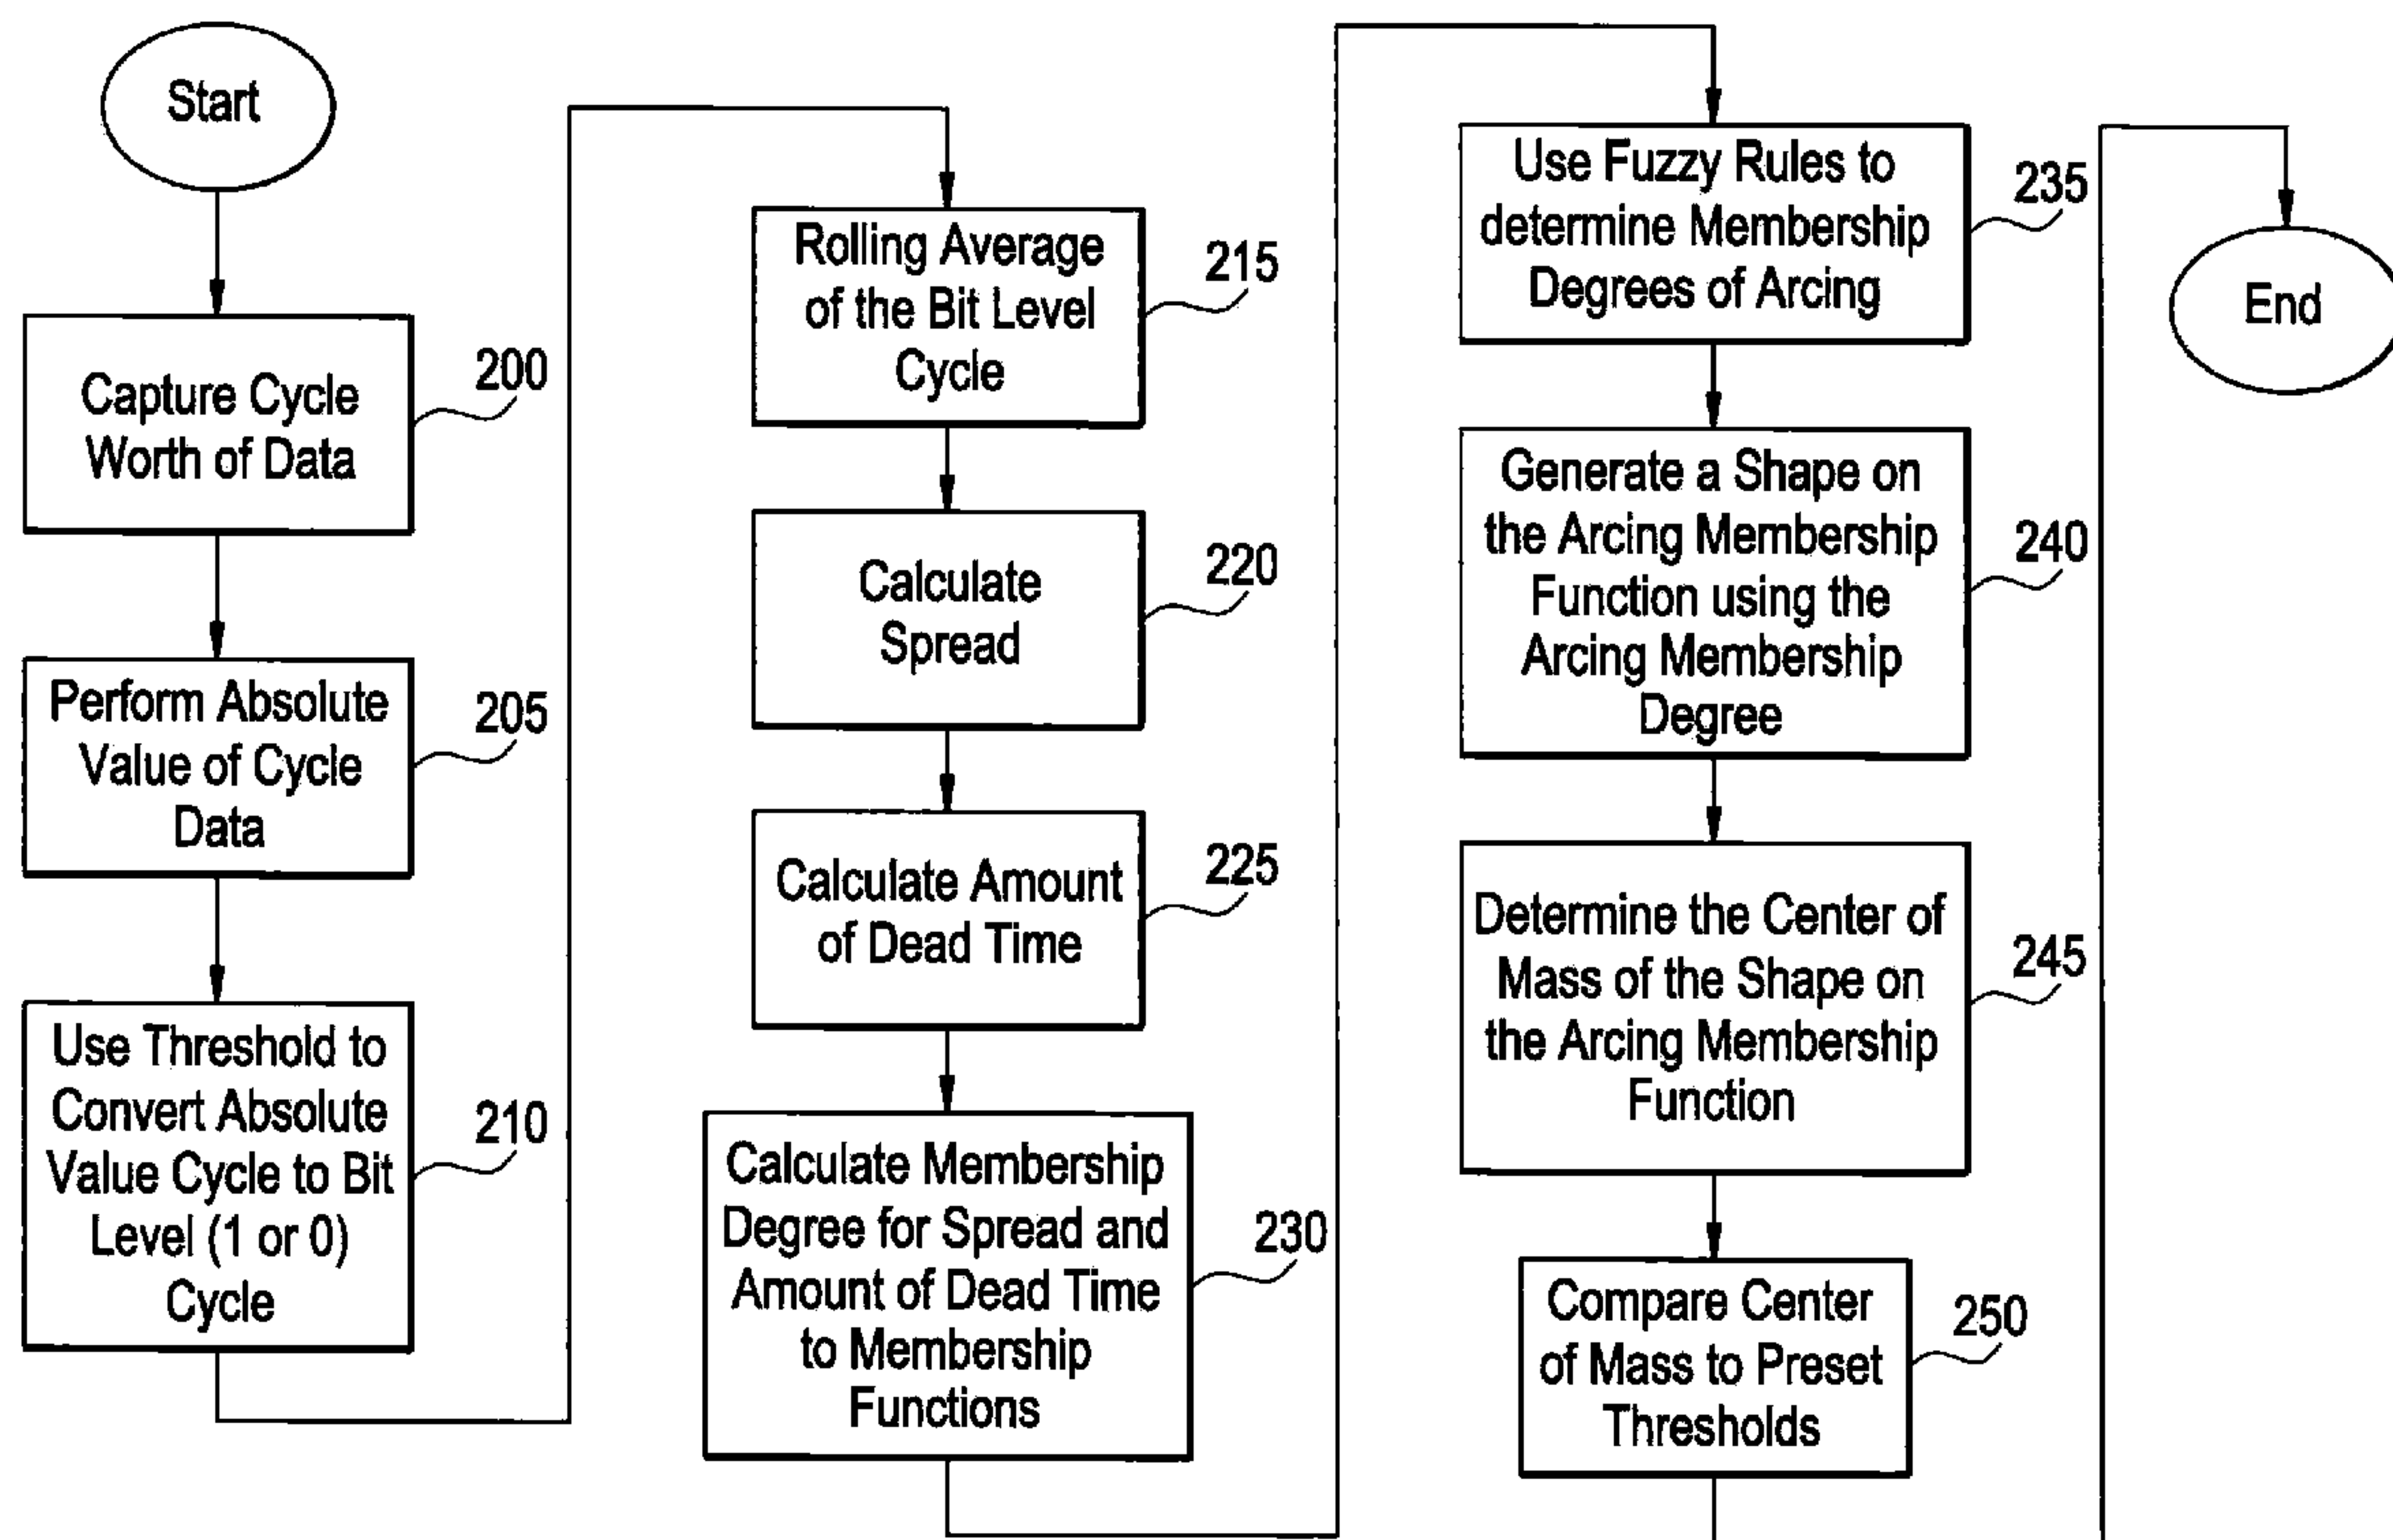 Start
Capture Cycle
Worth of Data
200
Perform Absolute
Value of Cycle
Data
205
Use Threshold to
Convert Absolute
Value Cycle to Bit
Level (1 or 0)
Cycle
210
Rolling Average
of the Bit Level
Cycle
215
Calculate
Spread
220
Calculate Amount
of Dead Time
225
Calculate Membership
Degree for Spread and
Amount of Dead Time
to Membership
Functions
230
Use Fuzzy Rules to
determine Membership
Degrees of Arcing
235
Generate a Shape on
the Arcing Membership
Function using the
Arcing Membership
Degree
240
Determine the Center of
Mass of the Shape on
the Arcing Membership
Function
245
Compare Center
of Mass to Preset
Thresholds
250
End